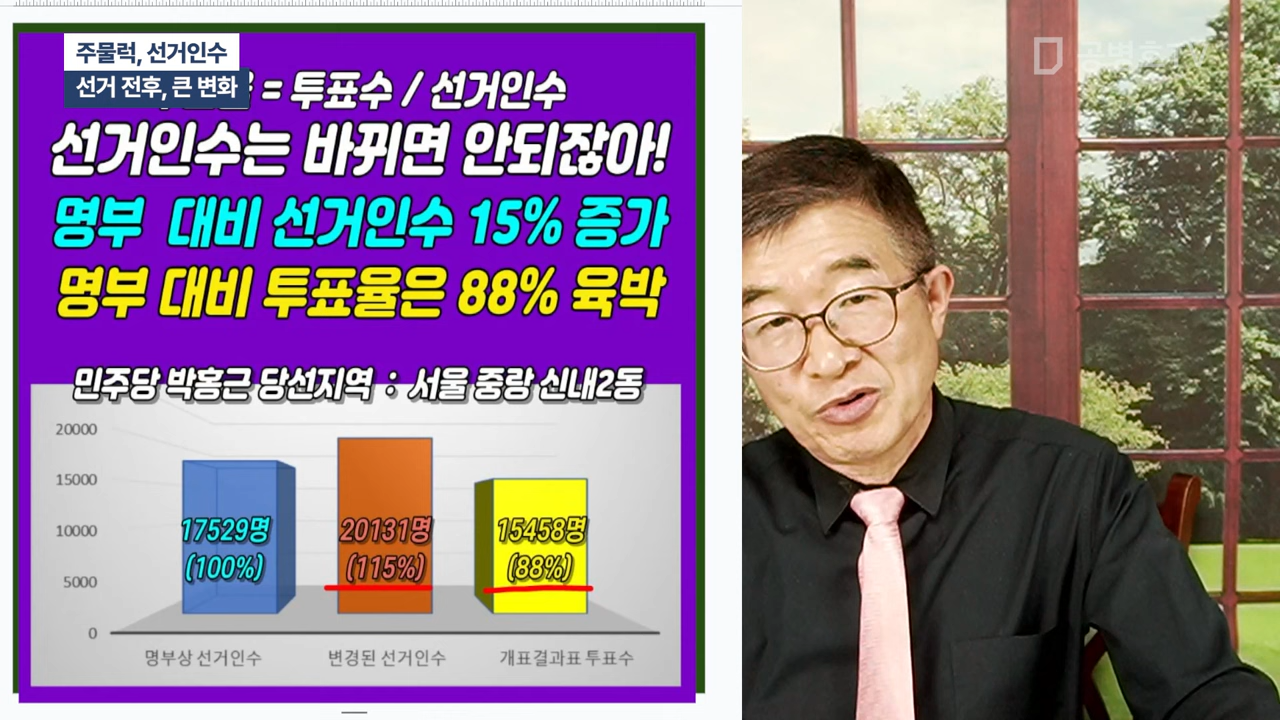 주물럭, 선거인수
선거 전후, 큰 변화
= 투표수 / 선거인수
선거인수는 바뀌면 안되잖아!
명부 대비 선거인수 15% 증가
명부 대비 투표율은 88% 육박
민주당 박홍근 당선지역 : 서울 중랑 신내2동
20000
15000
10000
5000
0
17529명
(100%)
20131명
(115%)
15458명
(88%)
명부상 선거인수
변경된 선거인수
개표결과표 투표수
공병호TV